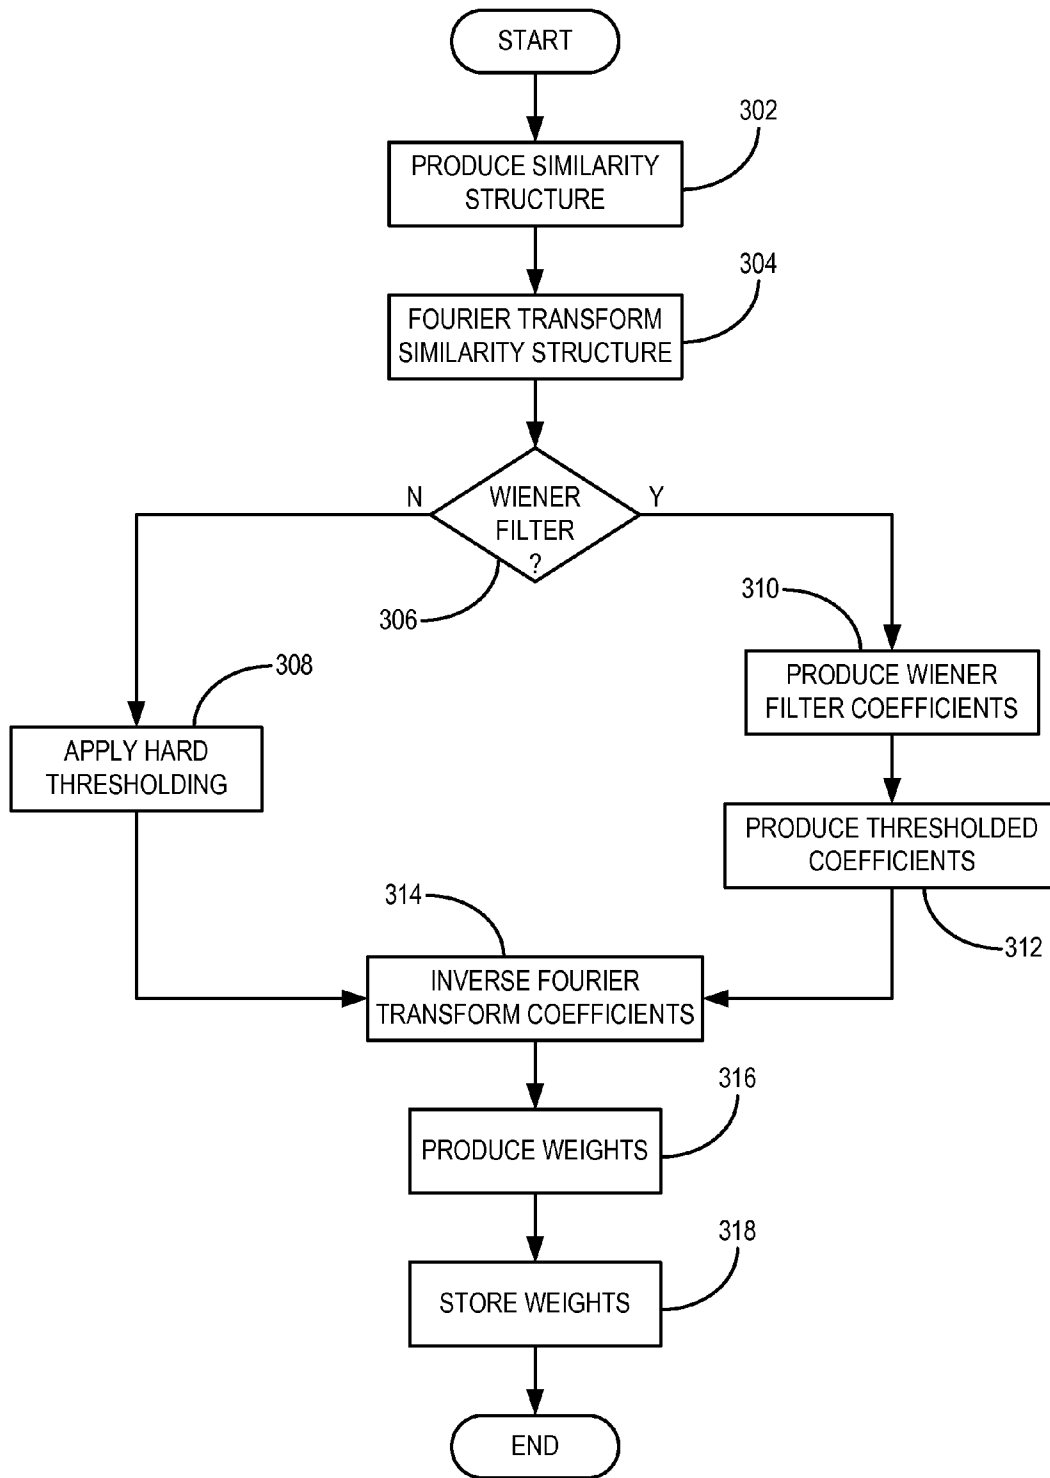 START
302
PRODUCE SIMILARITY
STRUCTURE
304
FOURIER TRANSFORM
SIMILARITY STRUCTURE
N
WIENER
FILTER
?
Y
306
310
308
PRODUCE WIENER
FILTER COEFFICIENTS
APPLY HARD
THRESHOLDING
PRODUCE THRESHOLDED
COEFFICIENTS
314
312
INVERSE FOURIER
TRANSFORM COEFFICIENTS
316
PRODUCE WEIGHTS
318
STORE WEIGHTS
END